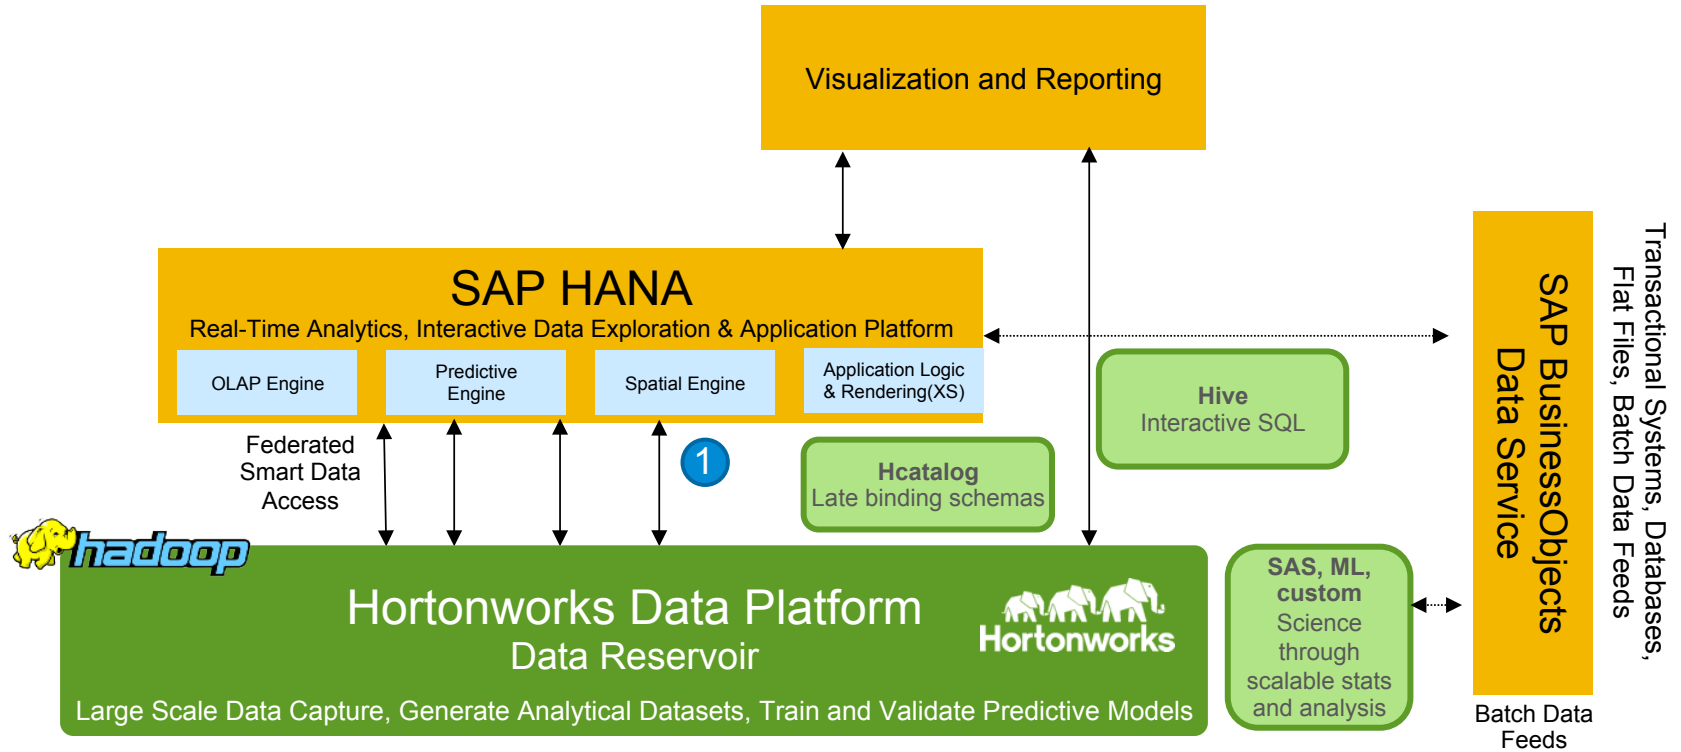 Visualization and Reporting
SAP HANA
Real-Time Analytics, Interactive Data Exploration & Application Platform
OLAP Engine
Predictive
Engine
Spatial Engine
Application Logic
& Rendering(XS)
Federated
Smart Data
Access
1
Hcatalog
Late binding schemas
Hive
Interactive SQL
SAP BusinessObjects
Data Service
Transactional Systems, Databases,
Flat Files, Batch Data Feeds
hadoop
Hortonworks Data Platform
Data Reservoir
Hortonworks
Large Scale Data Capture, Generate Analytical Datasets, Train and Validate Predictive Models
SAS, ML,
custom
Science
through
scalable stats
and analysis
Batch Data
Feeds